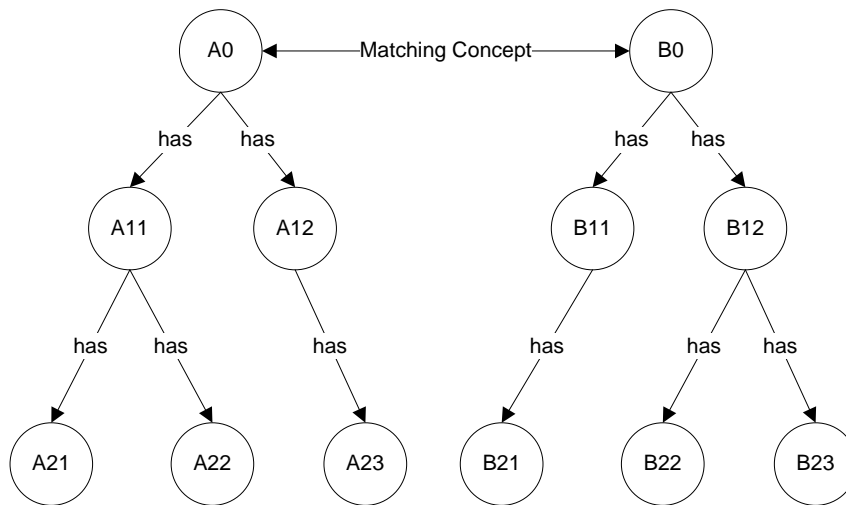 A0
Matching Concept
B0
has
has
has
has
A11
A12
B11
B12
has
has
has
has
has
has
A21
A22
A23
B21
B22
B23